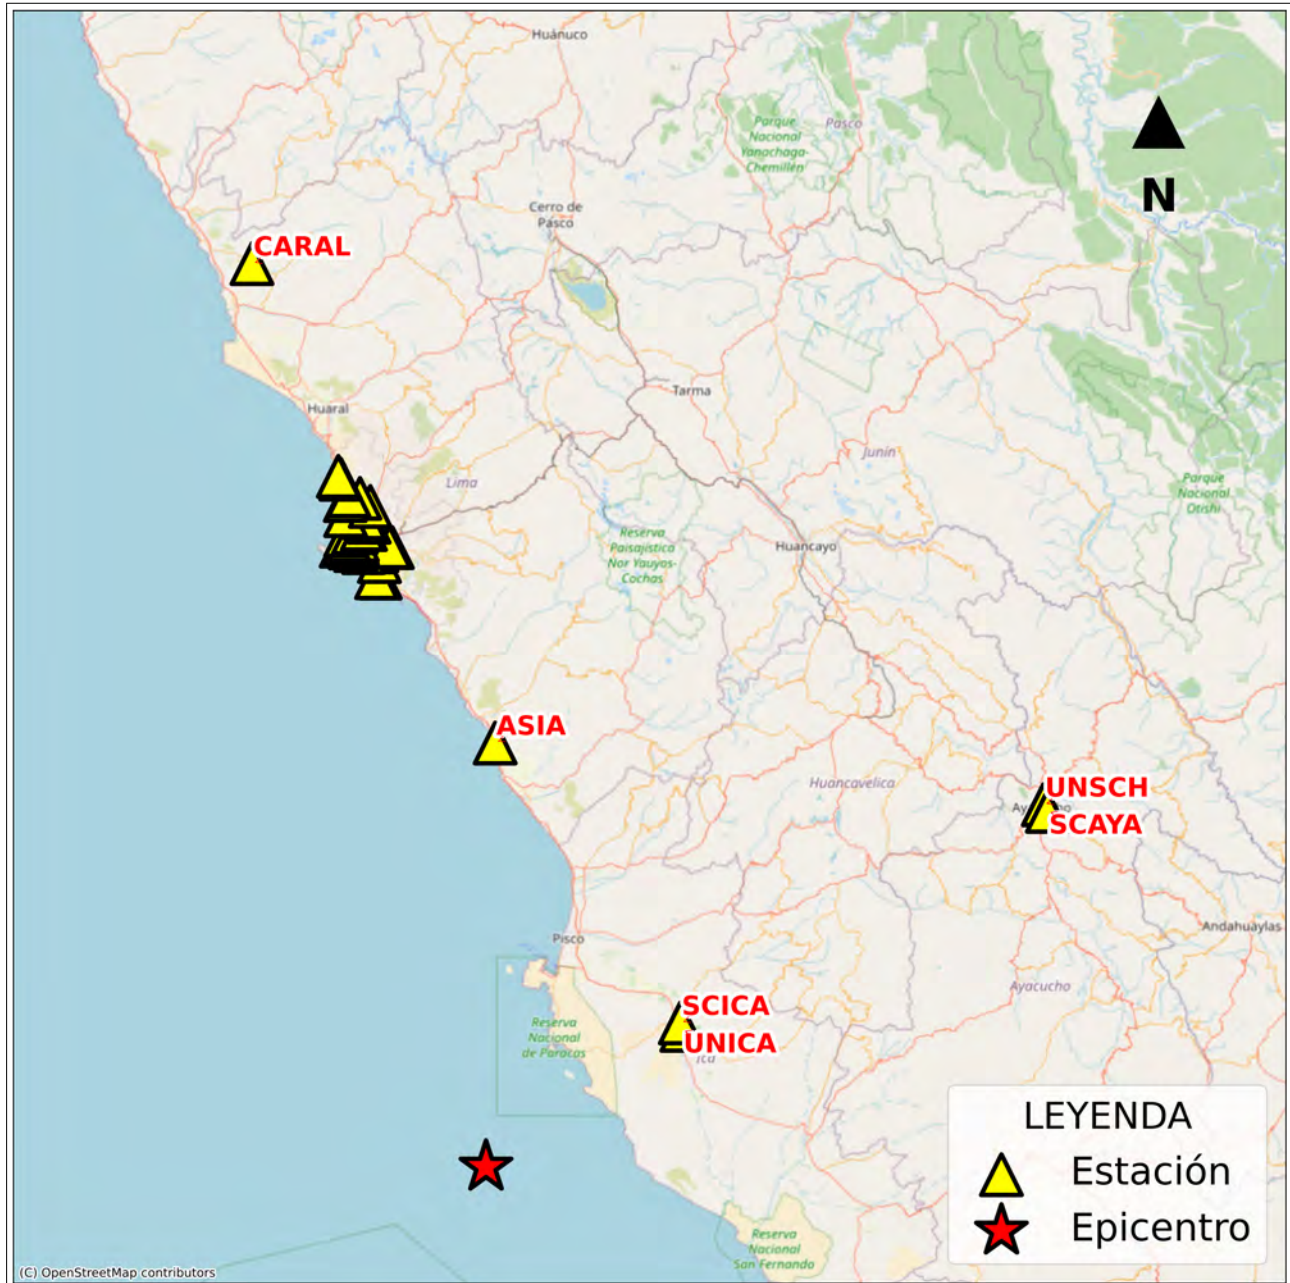 Huánuco
Parque
Nacional
Yanachaga-
Chemillén
Pasco
N
Cerro de
Pasco
CARAL
Tarma
Huaral
Junín
Lima
Parque
Nacional
Otishi
Reserva
Paisajística
Nor Yauyos-
Cochas
Huancayo
ASIA
Huancavelica
UNSCH
SCAYA
Andahuaylas
Pisco
Ayacucho
SCICA
UNICA
Ica
Reserva
Nacional
de Paracas
LEYENDA
Estación
Epicentro
Reserva
Nacional
San Fernando
(C) OpenStreetMap contributors